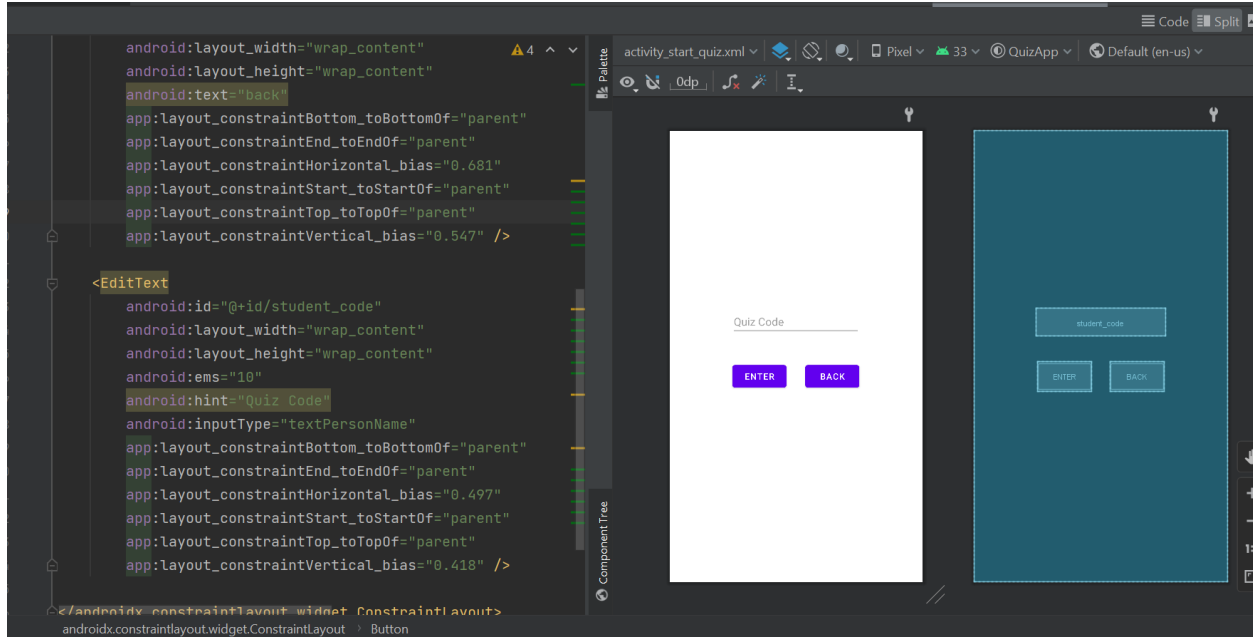 Code Split
android:layout_width="wrap_content"
4
android:layout_height="wrap_content"
android:text="back"
app:layout_constraintBottom_toBottomOf="parent"
app:layout_constraintEnd_toEndOf="parent"
app:layout_constraintHorizontal_bias="0.681"
app:layout_constraintStart_toStartOf="parent"
app:layout_constraintTop_toTopOf="parent"
app:layout_constraintVertical_bias="0.547" />
<EditText
android:id="@+id/student_code"
android:layout_width="wrap_content"
android:layout_height="wrap_content"
android:ems="10"
android:hint="Quiz Code"
android:inputType="textPersonName"
app:layout_constraintBottom_toBottomOf="parent"
app:layout_constraintEnd_toEndOf="parent"
app:layout_constraintHorizontal_bias="0.497"
app:layout_constraintStart_toStartOf="parent"
app:layout_constraintTop_toTopOf="parent"
app:layout_constraintVertical_bias="0.418" />
</androidx.constraintlayout.widget.ConstraintLayout>
androidx.constraintlayout.widget.ConstraintLayout > Button
Palette
Component Tree
activity_start_quiz.xml Pixel 33 QuizApp Default (en-us)
0dp
Quiz Code
ENTER BACK
student_code
ENTER BACK